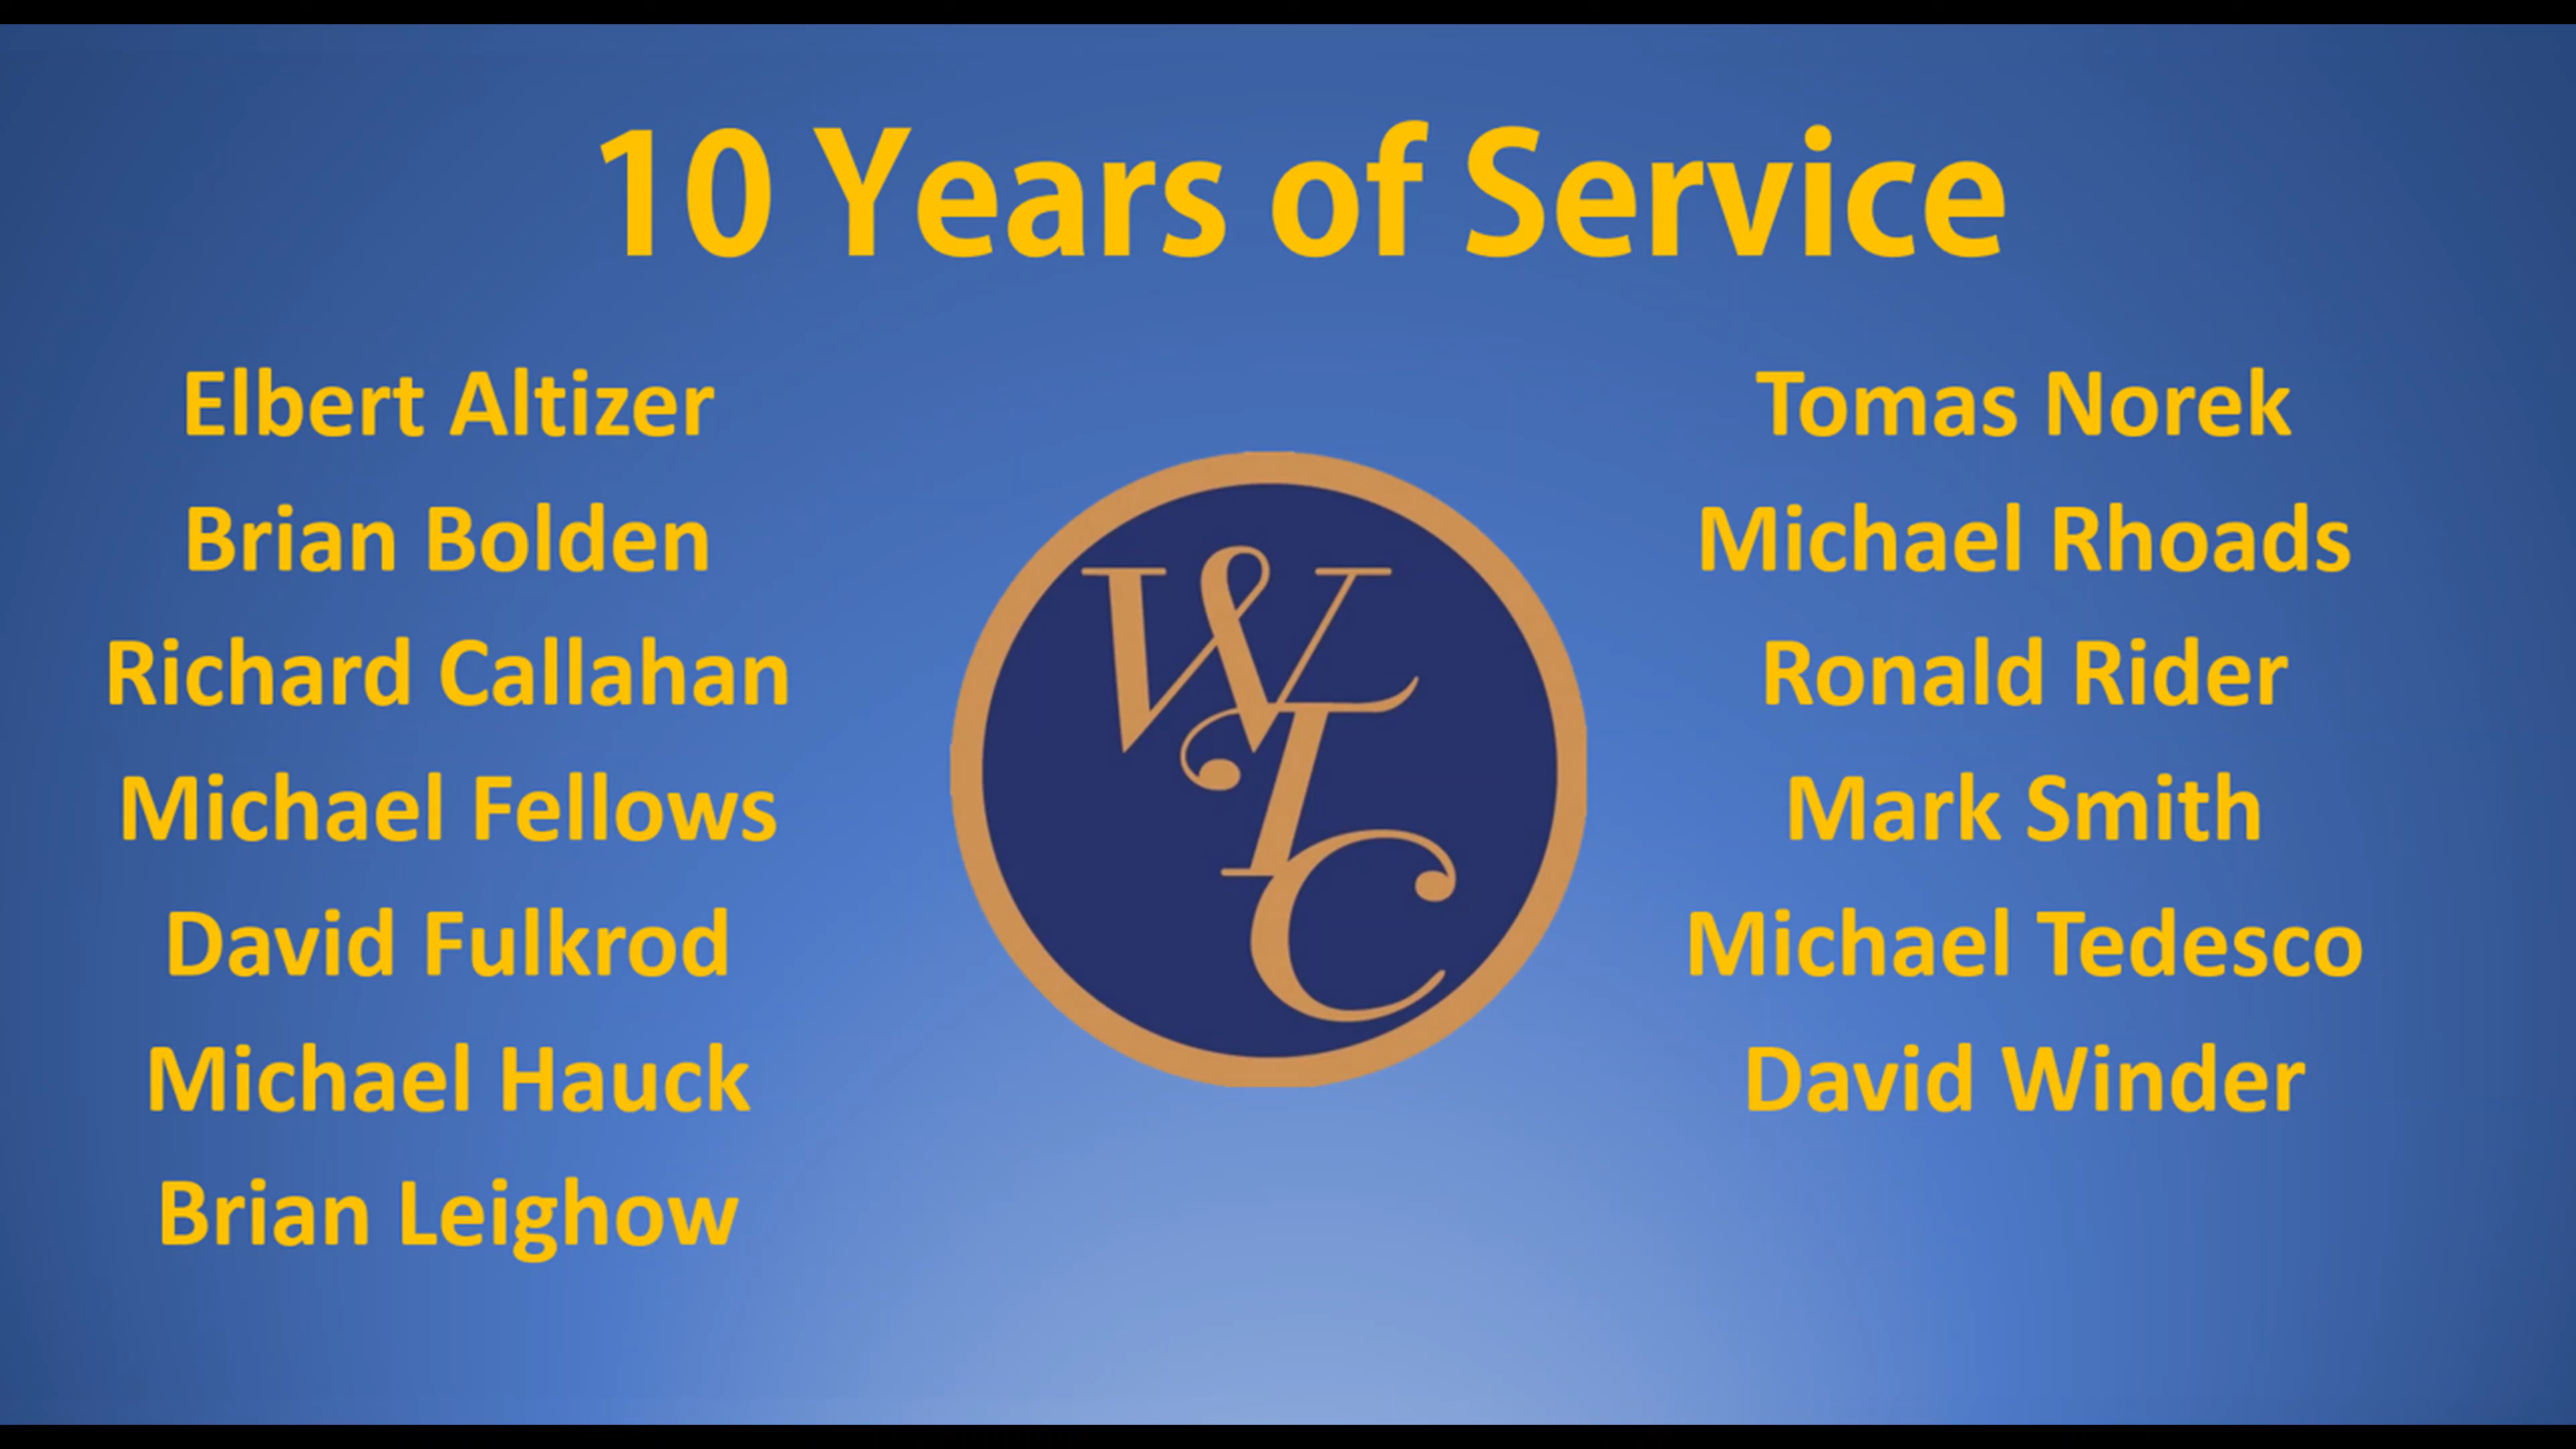 10 Years of Service
Elbert Altizer
Brian Bolden
Richard Callahan
Michael Fellows
David Fulkrod
Michael Hauck
Brian Leighow
WLC
Tomas Norek
Michael Rhoads
Ronald Rider
Mark Smith
Michael Tedesco
David Winder